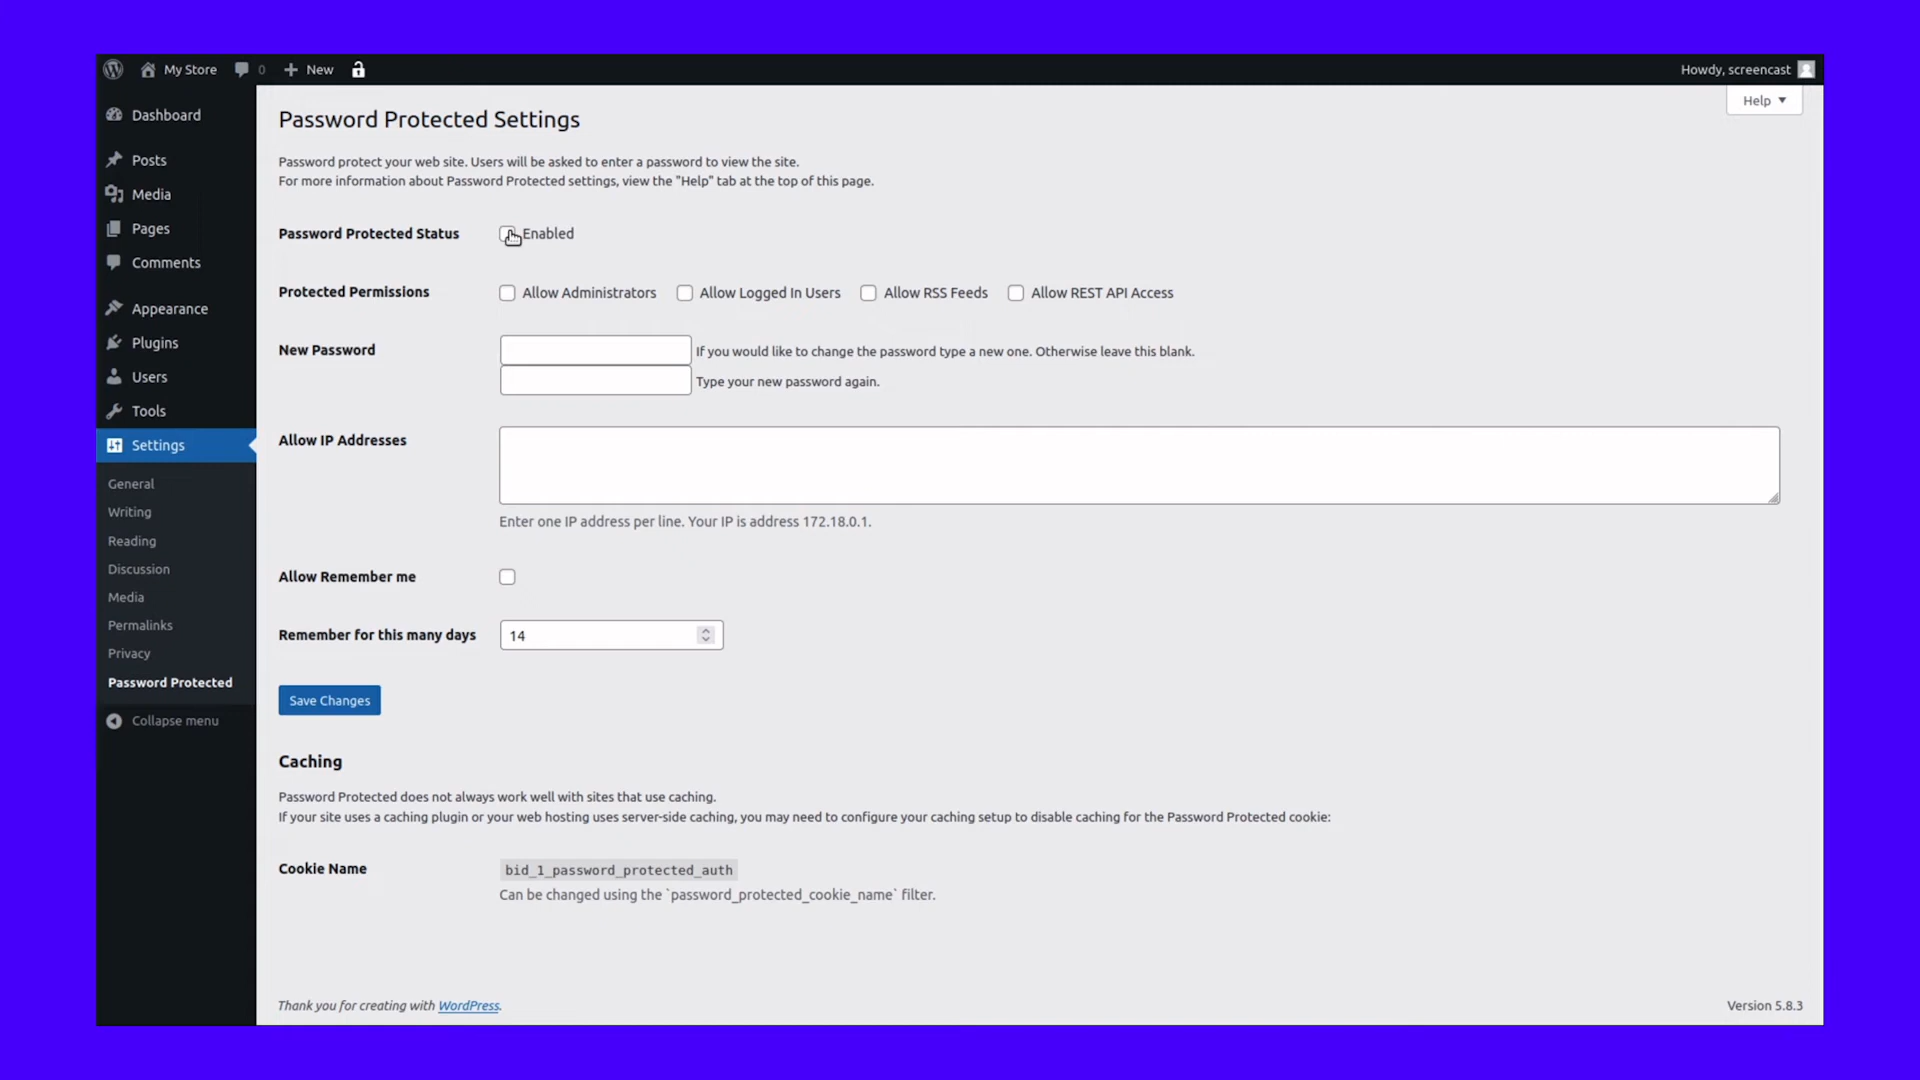 My Store 0 New Howdy, screencast
Help
Dashboard
Posts
Media
Pages
Comments
Appearance
Plugins
Users
Tools
Settings
General
Writing
Reading
Discussion
Media
Permalinks
Privacy
Password Protected
Collapse menu
Password Protected Settings
Password protect your web site. Users will be asked to enter a password to view the site.
For more information about Password Protected settings, view the "Help" tab at the top of this page.
Password Protected Status Enabled
Protected Permissions Allow Administrators Allow Logged In Users Allow RSS Feeds Allow REST API Access
New Password If you would like to change the password type a new one. Otherwise leave this blank.
Type your new password again.
Allow IP Addresses
Enter one IP address per line. Your IP is address 172.18.0.1.
Allow Remember me
Remember for this many days 14
Save Changes
Caching
Password Protected does not always work well with sites that use caching.
If your site uses a caching plugin or your web hosting uses server-side caching, you may need to configure your caching setup to disable caching for the Password Protected cookie:
Cookie Name bid_1_password_protected_auth
Can be changed using the `password_protected_cookie_name` filter.
Thank you for creating with WordPress. Version 5.8.3